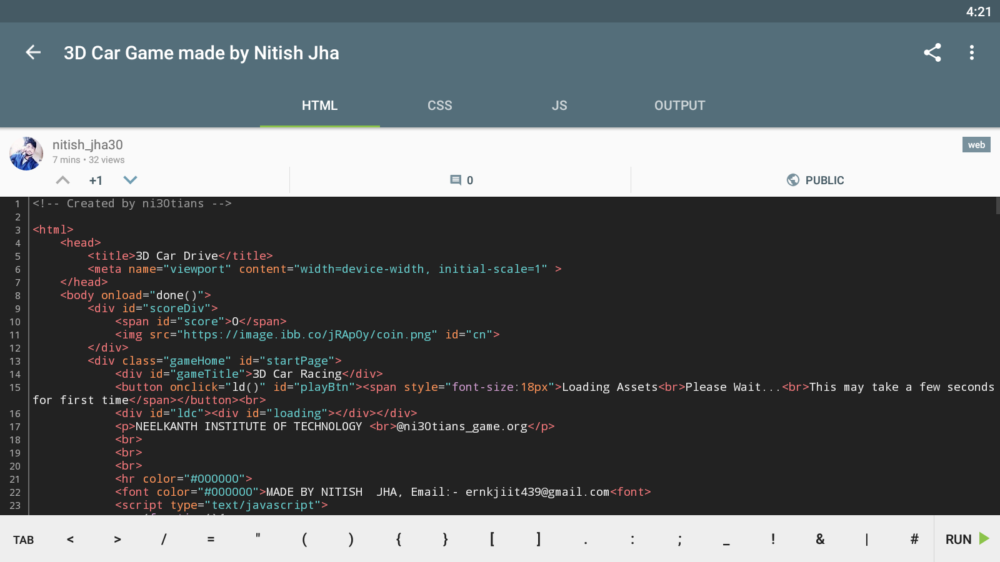 4:21
3D Car Game made by Nitish Jha
HTML CSS JS OUTPUT
nitish_jha30
web
7 mins • 32 views
+1 0 PUBLIC
1 <!-- Created by ni30tians -->
2
3 <html>
4 <head>
5 <title>3D Car Drive</title>
6 <meta name="viewport" content="width=device-width, initial-scale=1" >
7 </head>
8 <body onload="done()">
9 <div id="scoreDiv">
10 <span id="score">0</span>
11 <img src="https://image.ibb.co/jRAp0y/coin.png" id="cn">
12 </div>
13 <div class="gameHome" id="startPage">
14 <div id="gameTitle">3D Car Racing</div>
15 <button onclick="ld()" id="playBtn"><span style="font-size:18px">Loading Assets<br>Please Wait...<br>This may take a few seconds
for first time</span></button><br>
16 <div id="ldc"><div id="loading"></div></div>
17 <p>NEELKANTH INSTITUTE OF TECHNOLOGY <br>@ni30tians_game.org</p>
18 <br>
19 <br>
20 <br>
21 <hr color="#000000">
22 <font color="#000000">MADE BY NITISH  JHA, Email:- ernkjiit439@gmail.com<font>
23 <script type="text/javascript">
TAB < > / = " ( ) { } [ ] . : ; _ ! & | # RUN